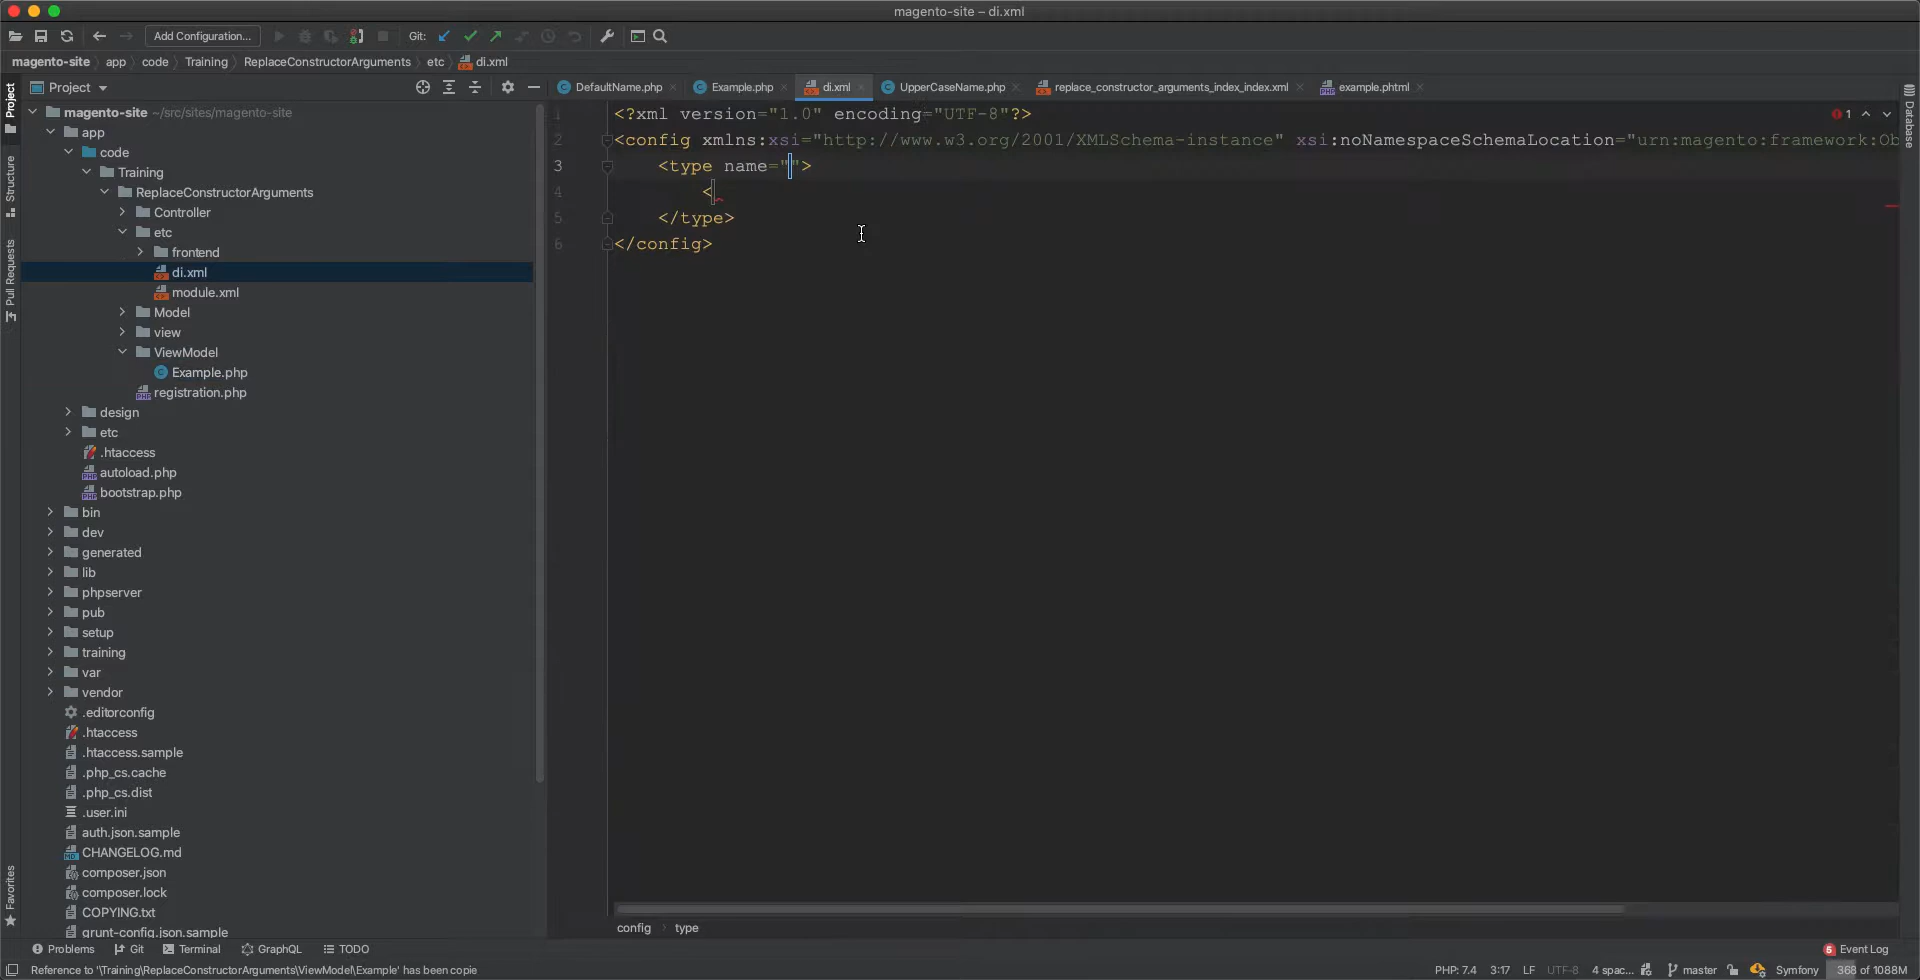 magento-site – di.xml
Add Configuration...
Git:
magento-site app code Training ReplaceConstructorArguments etc di.xml
Project
DefaultName.php Example.php di.xml UpperCaseName.php replace_constructor_arguments_index_index.xml example.phtml
Project
Structure
Pull Requests
Favorites
Database
magento-site ~/src/sites/magento-site
app
code
Training
ReplaceConstructorArguments
Controller
etc
frontend
di.xml
module.xml
Model
view
ViewModel
Example.php
registration.php
design
etc
.htaccess
autoload.php
bootstrap.php
bin
dev
generated
lib
phpserver
pub
setup
training
var
vendor
.editorconfig
.htaccess
.htaccess.sample
.php_cs.cache
.php_cs.dist
.user.ini
auth.json.sample
CHANGELOG.md
composer.json
composer.lock
COPYING.txt
grunt-config.json.sample
1 <?xml version="1.0" encoding="UTF-8"?>
2 <config xmlns:xsi="http://www.w3.org/2001/XMLSchema-instance" xsi:noNamespaceSchemaLocation="urn:magento:framework:Ob
3 <type name="">
4 <
5 </type>
6 </config>
1
config type
Problems Git Terminal GraphQL TODO
5 Event Log
Reference to '\Training\ReplaceConstructorArguments\ViewModel\Example' has been copie
PHP: 7.4 3:17 LF UTF-8 4 spac... master Symfony 368 of 1088M